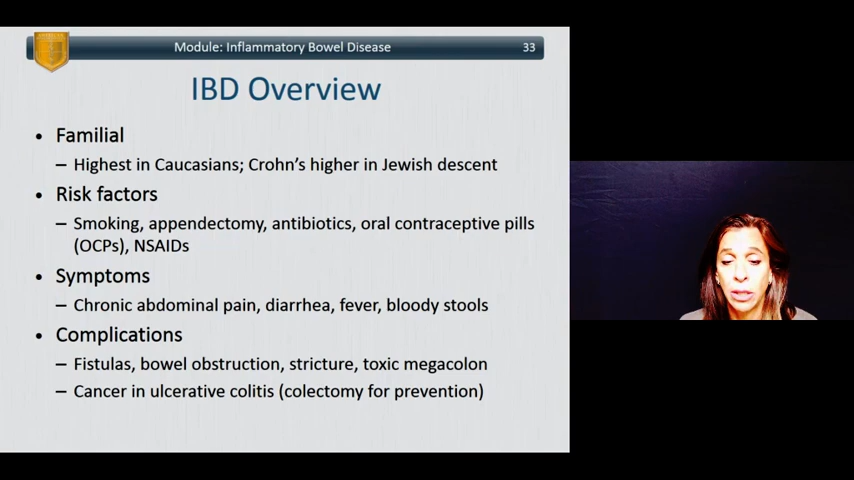 Module: Inflammatory Bowel Disease 33
IBD Overview
• Familial
– Highest in Caucasians; Crohn's higher in Jewish descent
• Risk factors
– Smoking, appendectomy, antibiotics, oral contraceptive pills
(OCPs), NSAIDs
• Symptoms
– Chronic abdominal pain, diarrhea, fever, bloody stools
• Complications
– Fistulas, bowel obstruction, stricture, toxic megacolon
– Cancer in ulcerative colitis (colectomy for prevention)